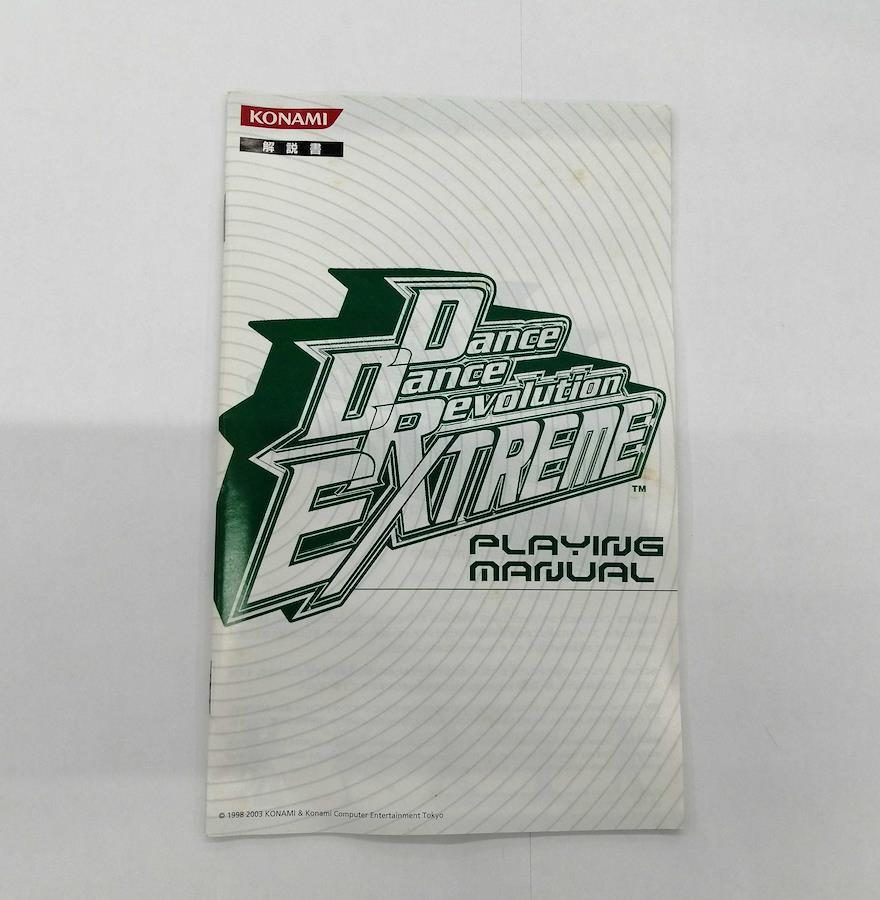 KONAMI
解説書
Dance
Dance
Revolution
EXTREME
™
PLAYING
MANUAL
© 1998 2003 KONAMI & Konami Computer Entertainment Tokyo